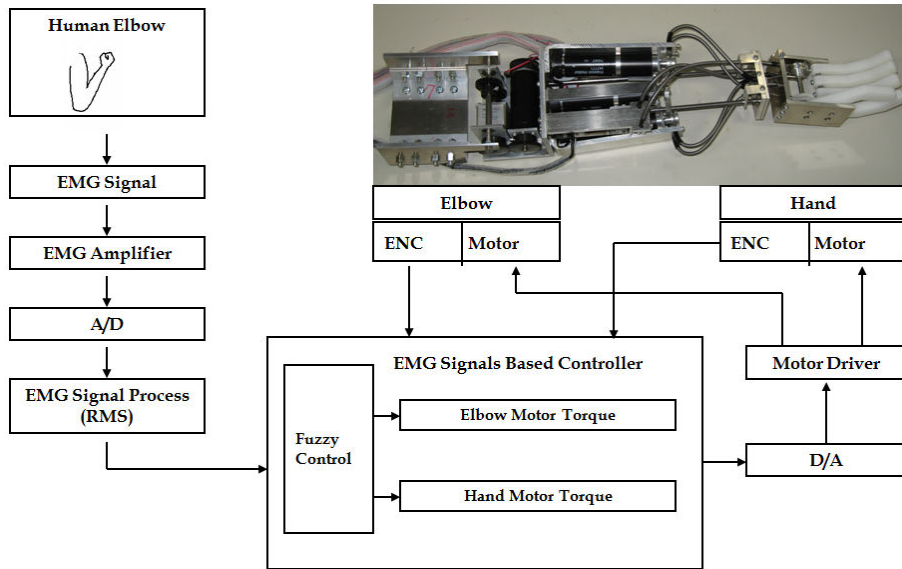 Human Elbow
EMG Signal
EMG Amplifier
A/D
EMG Signal Process
(RMS)
Elbow
ENC
Motor
Hand
ENC
Motor
EMG Signals Based Controller
Fuzzy
Control
Elbow Motor Torque
Hand Motor Torque
Motor Driver
D/A